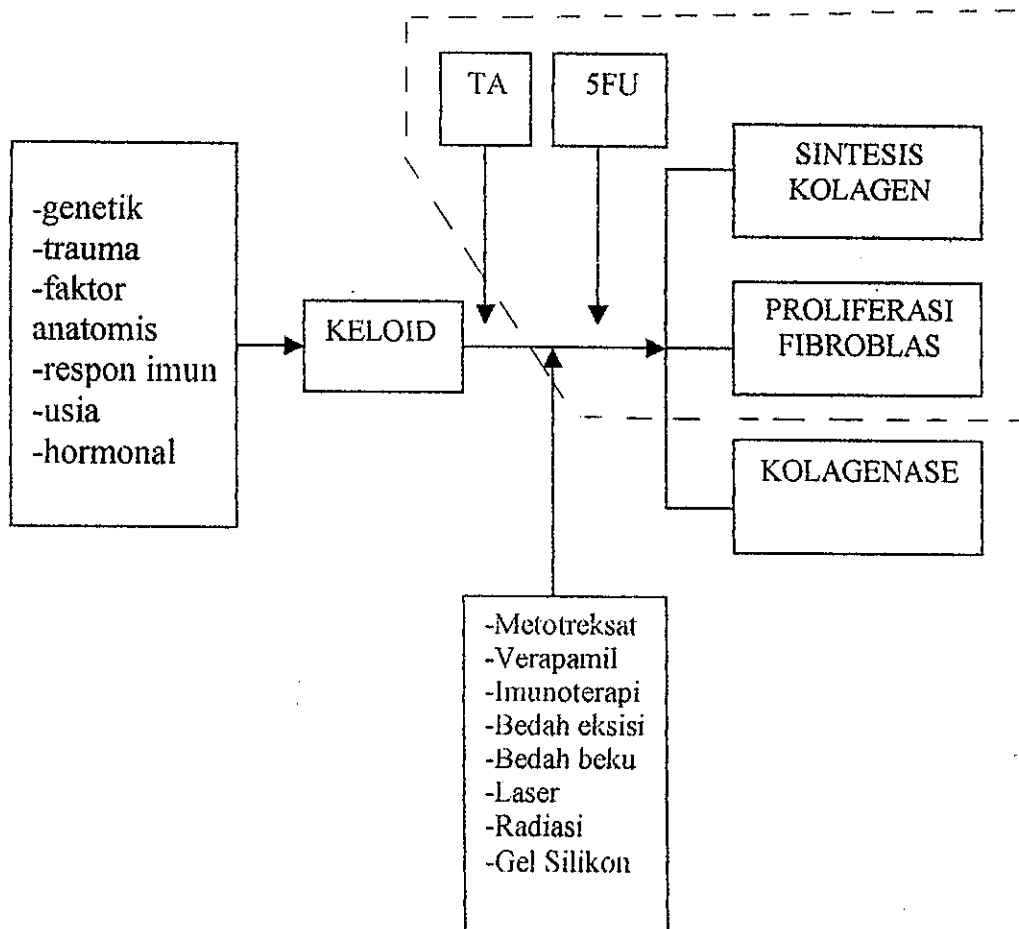 TA
5FU
-genetik
-trauma
-faktor
anatomis
-respon imun
-usia
-hormonal
KELOID
SINTESIS
KOLAGEN
PROLIFERASI
FIBROBLAS
KOLAGENASE
-Metotreksat
-Verapamil
-Imunoterapi
-Bedah eksisi
-Bedah beku
-Laser
-Radiasi
-Gel Silikon